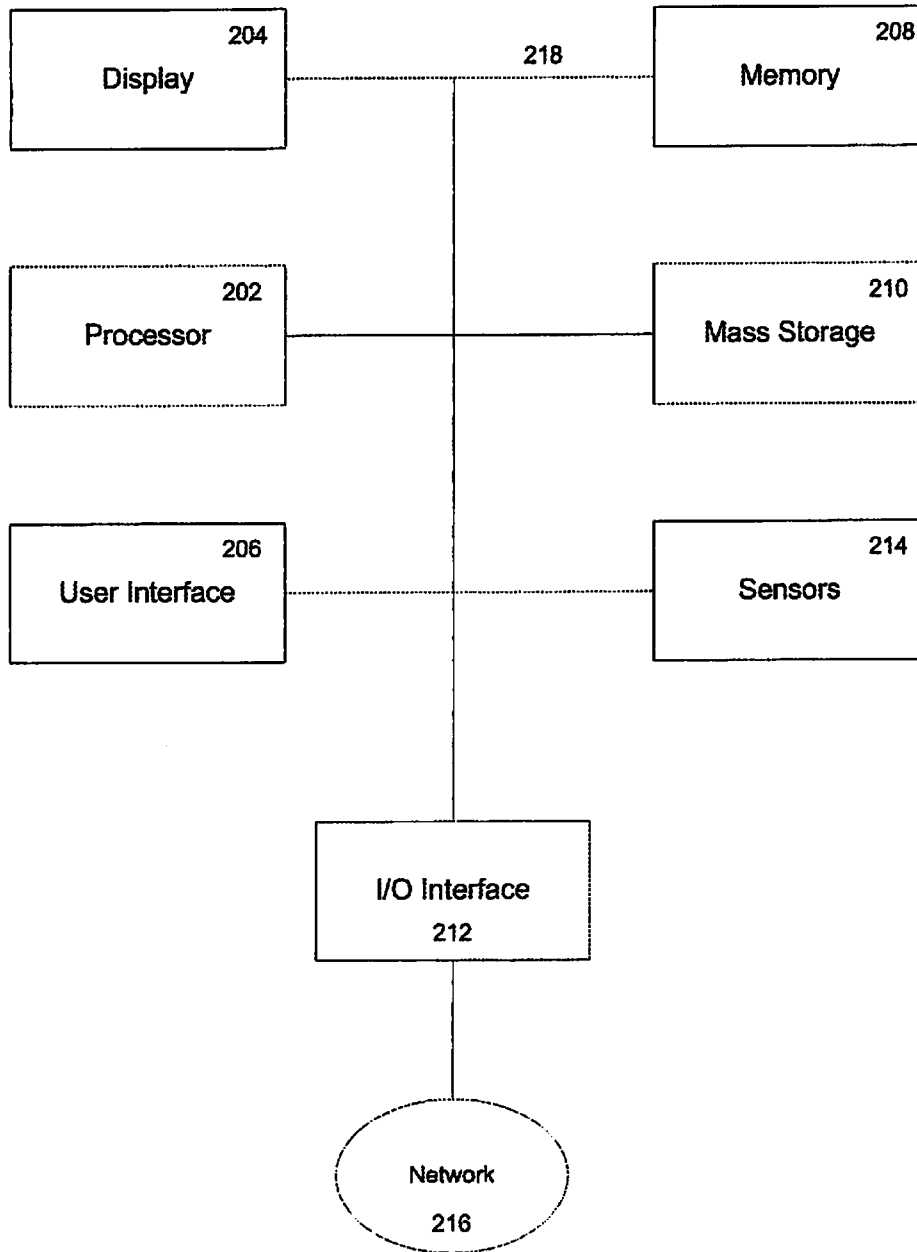 204
Display
218
208
Memory
202
Processor
210
Mass Storage
206
User Interface
214
Sensors
I/O Interface
212
Network
216